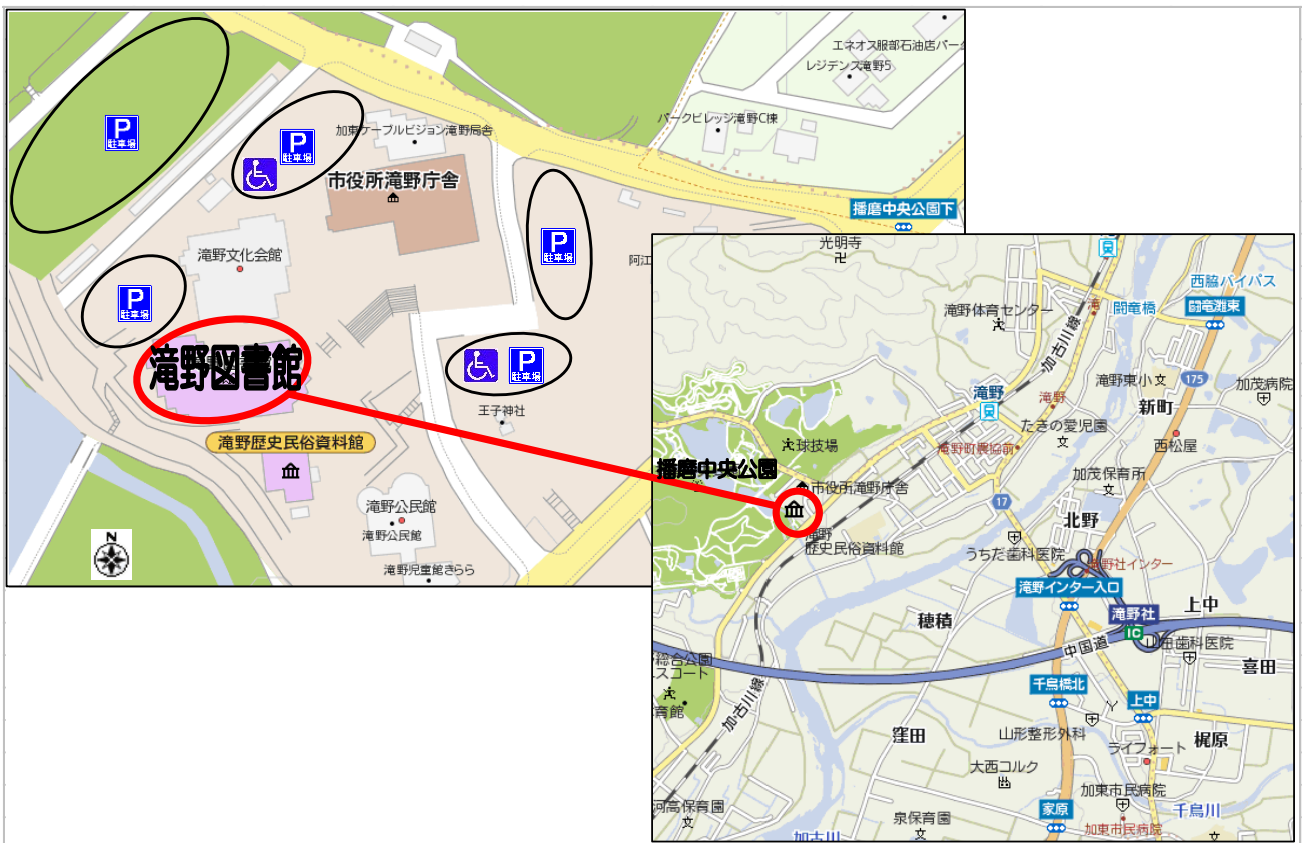 エネオス服部石油店パーク
レジデンス滝野5
パークビレッジ滝野C棟
P
駐車場
P
駐車場
加東ケーブルビジョン滝野局舎
市役所滝野庁舎
播磨中央公園下
滝野文化会館
P
駐車場
阿江
P
駐車場
滝野図書館
P
駐車場
王子神社
滝野歴史民俗資料館
滝野公民館
滝野公民館
滝野児童館きらら
N
光明寺
西脇バイパス
闘竜灘東
闘竜橋
滝
滝野体育センター
加古川線
滝野
滝野
滝野東小
175
加茂病院
新町
たきの愛児園
西松屋
球技場
滝野町農協前
播磨中央公園
加茂保育所
市役所滝野庁舎
17
北野
滝野
歴史民俗資料館
うちだ歯科医院
滝野社インター
滝野インター入口
滝野社
IC
上中
穂積
中国道
山田歯科医院
喜田
総合公園
スコート
育館
加古川線
千鳥橋北
上中
窪田
山形整形外科
ライフォート
梶原
大西コルク
加東市民病院
河高保育園
家原
千鳥川
泉保育園
加東市民病院
加古川